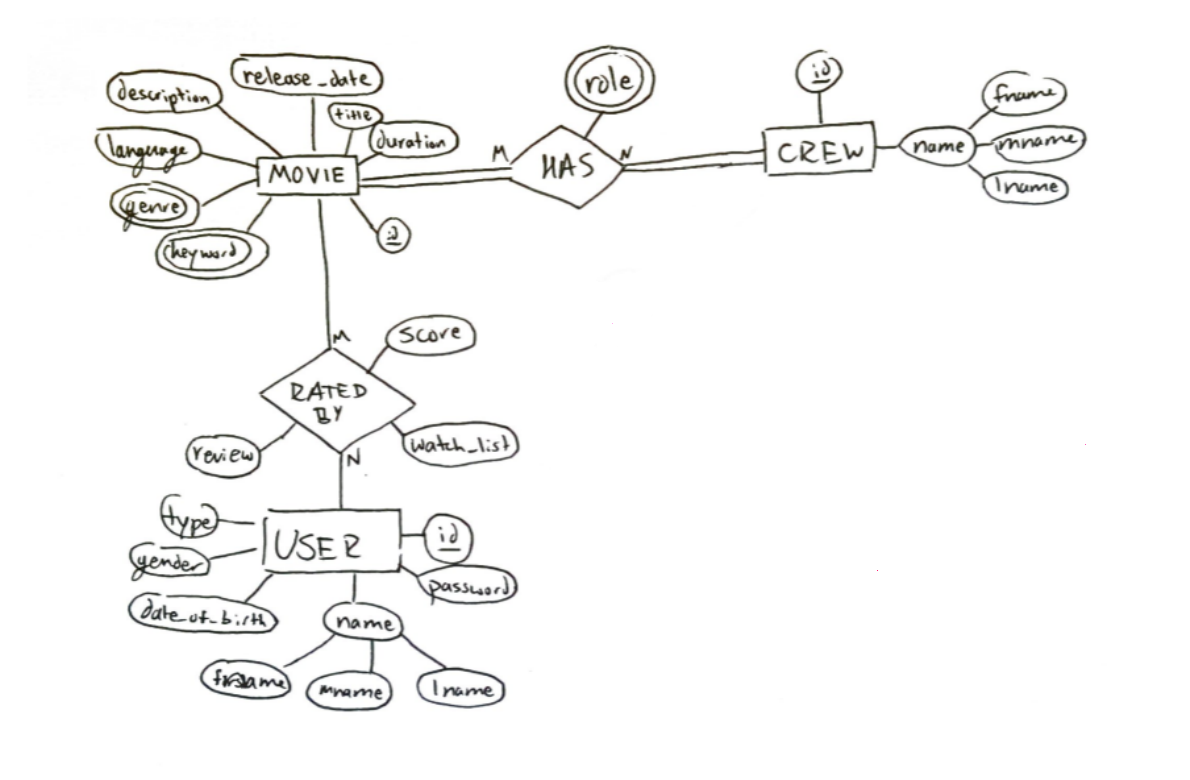 release_date
description
title
duration
language
MOVIE
genre
keyword
id
M
HAS
N
role
id
CREW
name
fname
mname
lname
M
score
RATED
BY
review
watch_list
N
type
USER
id
gender
password
date_of_birth
name
mname
lname